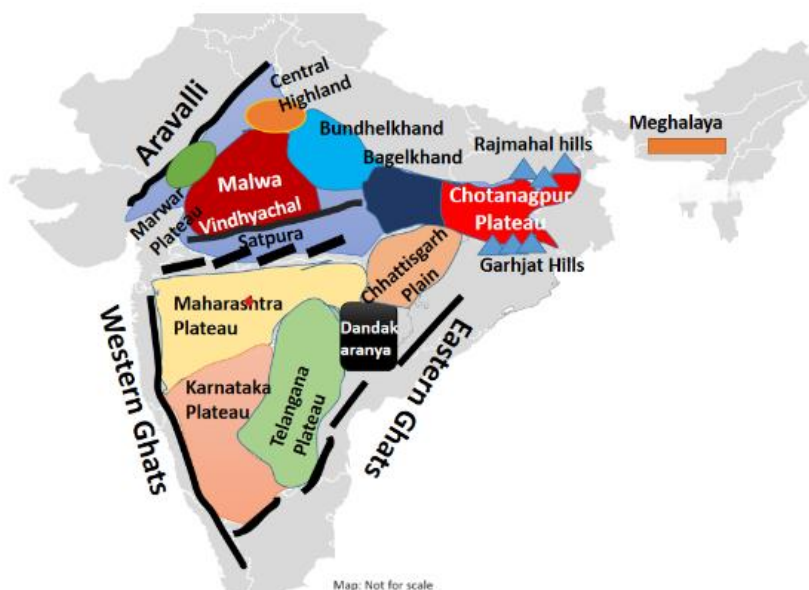 Aravalli
Central
Highland
Bundhelkhand
Bagelkhand
Rajmahal hills
Meghalaya
Marwar
Plateau
Malwa
Vindhyachal
Satpura
Chotanagpur
Plateau
Garhjat Hills
Chhattisgarh
Plain
Maharashtra
Plateau
Dandak
aranya
Western Ghats
Karnataka
Plateau
Telangana
Plateau
Eastern Ghats
Map: Not for scale